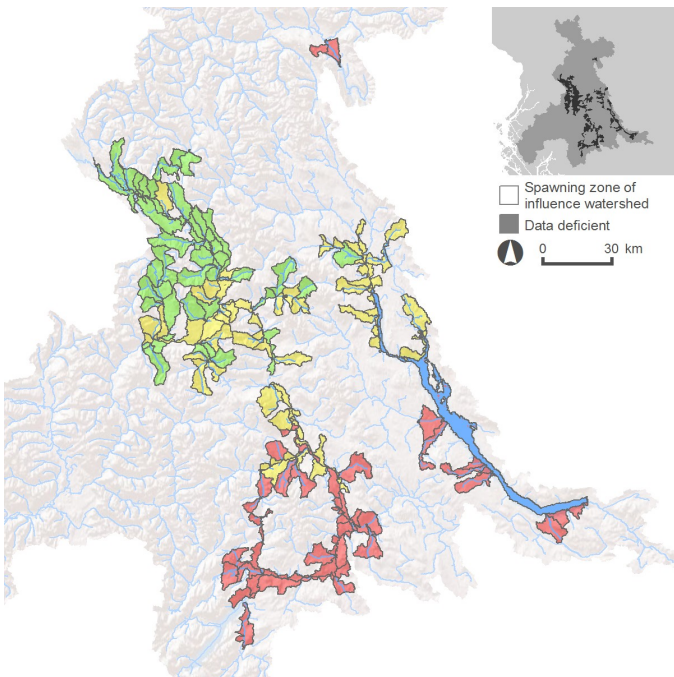 Spawning zone of
influence watershed
Data deficient
0 30 km